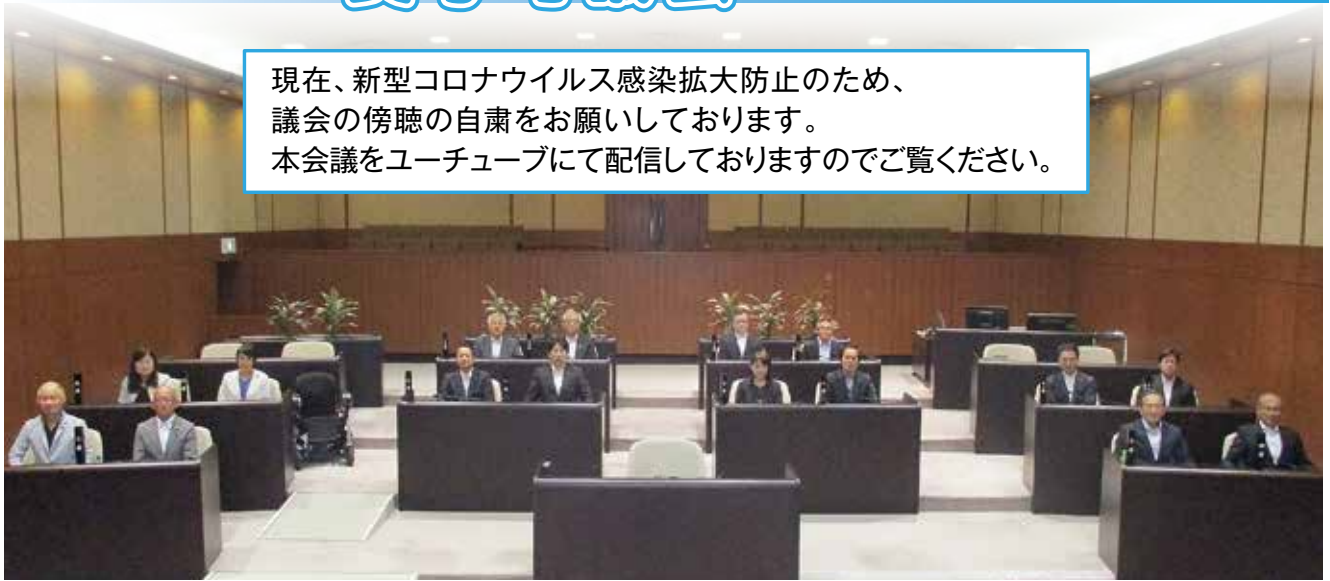 現在、新型コロナウイルス感染拡大防止のため、
議会の傍聴の自粛をお願いしております。
本会議をユーチューブにて配信しておりますのでご覧ください。